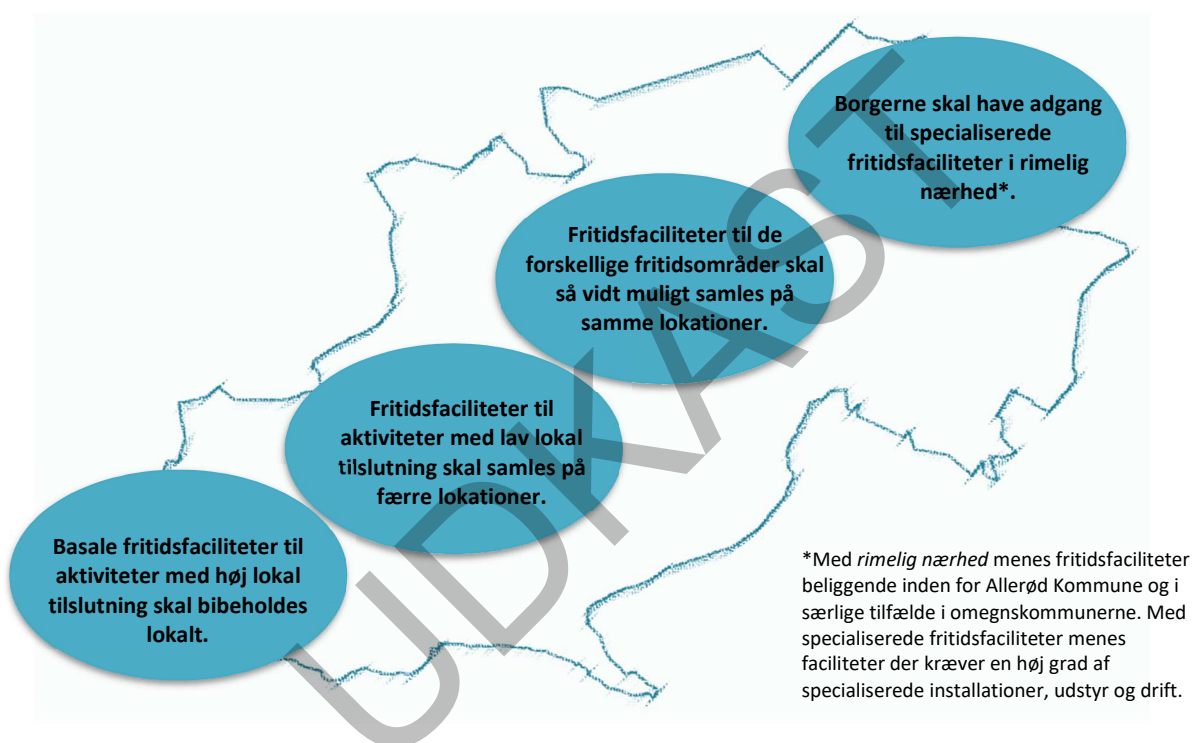 Borgerne skal have adgang
til specialiserede
fritidsfaciliteter i rimelig
nærhed*.
Fritidsfaciliteter til de
forskellige fritidsområder skal
så vidt muligt samles på
samme lokationer.
Fritidsfaciliteter til
aktiviteter med lav lokal
tilslutning skal samles på
færre lokationer.
Basale fritidsfaciliteter til
aktiviteter med høj lokal
tilslutning skal bibeholdes
lokalt.
*Med rimelig nærhed menes fritidsfaciliteter
beliggende inden for Allerød Kommune og i
særlige tilfælde i omegnskommunerne. Med
specialiserede fritidsfaciliteter menes
faciliteter der kræver en høj grad af
specialiserede installationer, udstyr og drift.
UDKAST